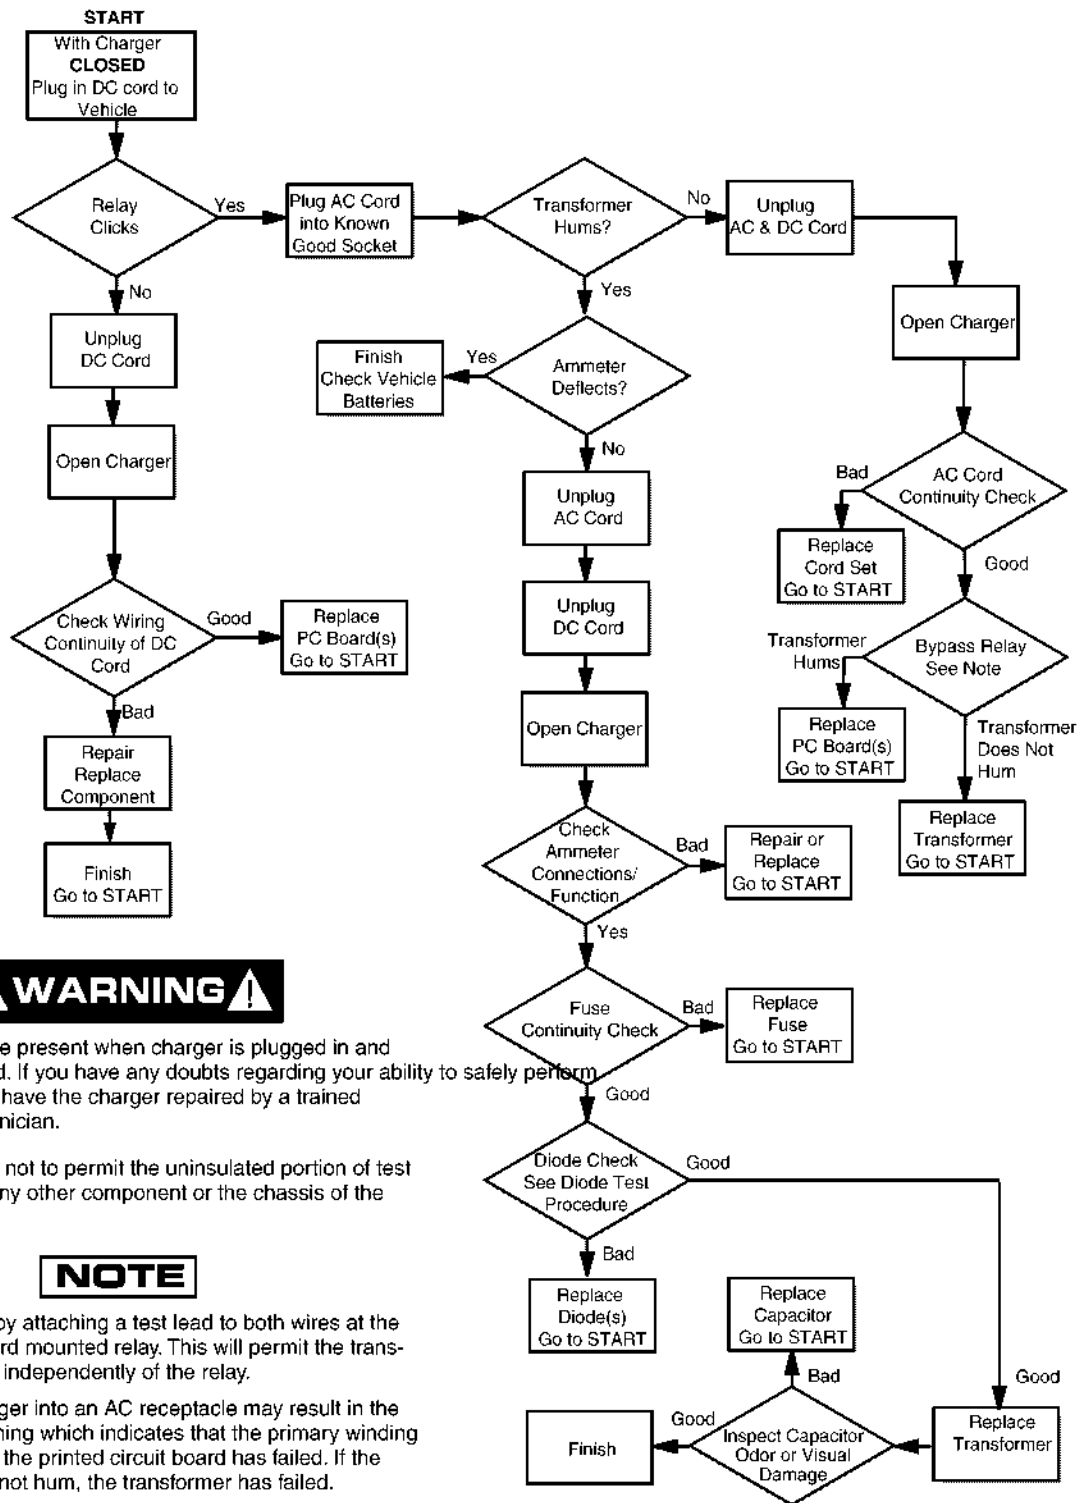 START
With Charger
CLOSED
Plug in DC cord to
Vehicle
Relay
Clicks
Yes
Plug AC Cord
into Known
Good Socket
Transformer
Hums?
No
Unplug
AC & DC Cord
Open Charger
No
Unplug
DC Cord
Open Charger
Check Wiring
Continuity of DC
Cord
Good
Replace
PC Board(s)
Go to START
Bad
Repair
Replace
Component
Finish
Go to START
Yes
Ammeter
Deflects?
Yes
Finish
Check Vehicle
Batteries
No
Unplug
AC Cord
Unplug
DC Cord
Open Charger
Check
Ammeter
Connections/
Function
Bad
Repair or
Replace
Go to START
Yes
Fuse
Continuity Check
Bad
Replace
Fuse
Go to START
Good
Diode Check
See Diode Test
Procedure
Good
Bad
Replace
Diode(s)
Go to START
AC Cord
Continuity Check
Bad
Replace
Cord Set
Go to START
Good
Bypass Relay
See Note
Transformer
Hums
Replace
PC Board(s)
Go to START
Transformer
Does Not
Hum
Replace
Transformer
Go to START
Good
Replace
Transformer
Inspect Capacitor
Odor or Visual
Damage
Bad
Replace
Capacitor
Go to START
Good
Finish
WARNING
e present when charger is plugged in and
d. If you have any doubts regarding your ability to safely perform
have the charger repaired by a trained
nician.
not to permit the uninsulated portion of test
ny other component or the chassis of the
NOTE
by attaching a test lead to both wires at the
rd mounted relay. This will permit the trans-
independently of the relay.
ger into an AC receptacle may result in the
ning which indicates that the primary winding
the printed circuit board has failed. If the
not hum, the transformer has failed.